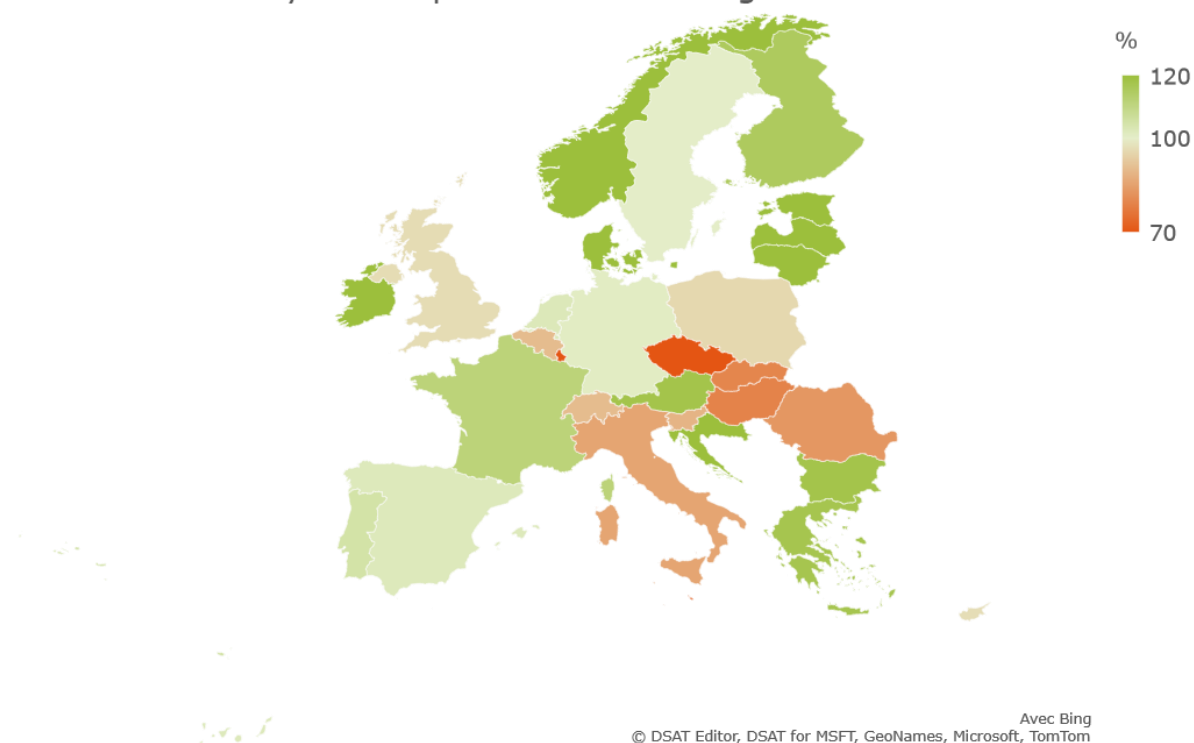 %
120
100
70
Avec Bing
© DSAT Editor, DSAT for MSFT, GeoNames, Microsoft, TomTom